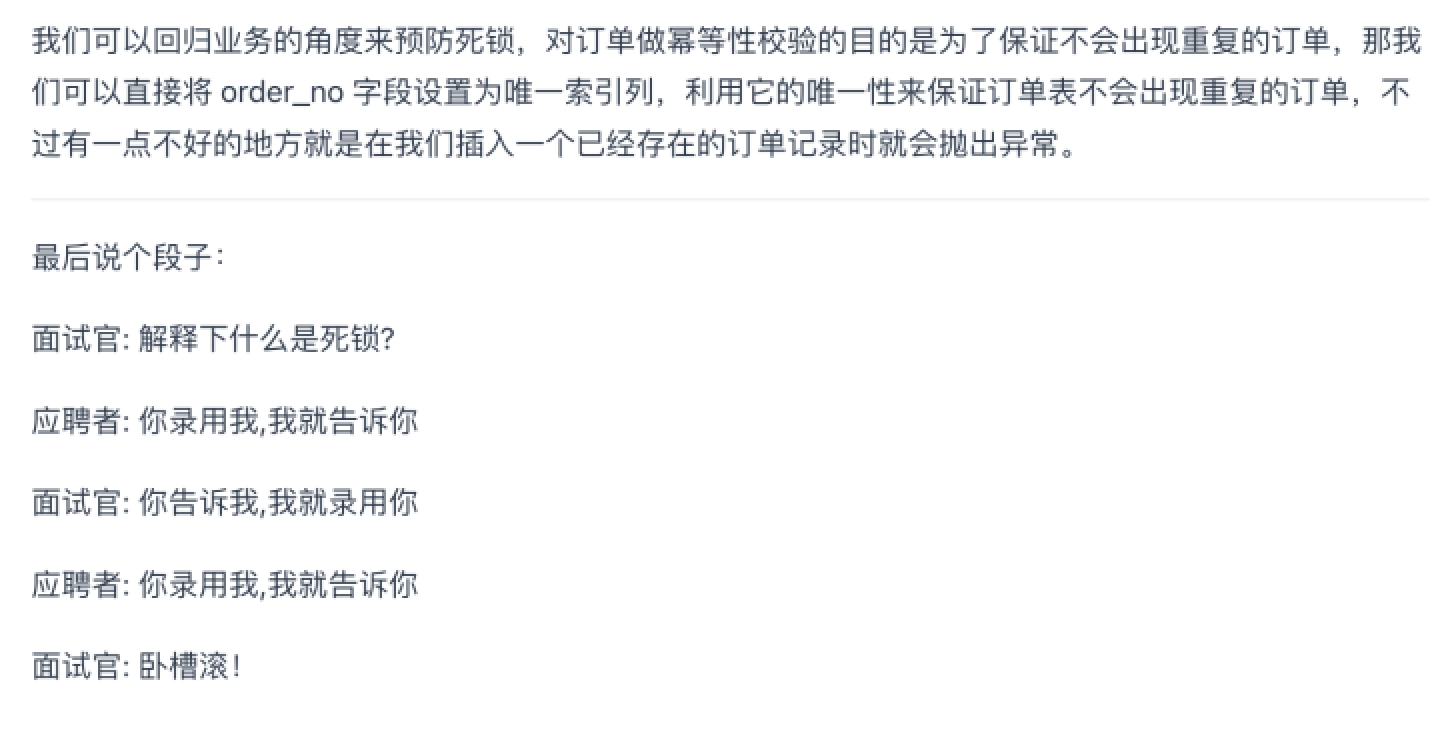 我们可以回归业务的角度来预防死锁，对订单做幂等性校验的目的是为了保证不会出现重复的订单，那我
们可以直接将 order_no 字段设置为唯一索引列，利用它的唯一性来保证订单表不会出现重复的订单，不
过有一点不好的地方就是在我们插入一个已经存在的订单记录时就会抛出异常。
最后说个段子：
面试官: 解释下什么是死锁?
应聘者: 你录用我,我就告诉你
面试官: 你告诉我,我就录用你
应聘者: 你录用我,我就告诉你
面试官: 卧槽滚！